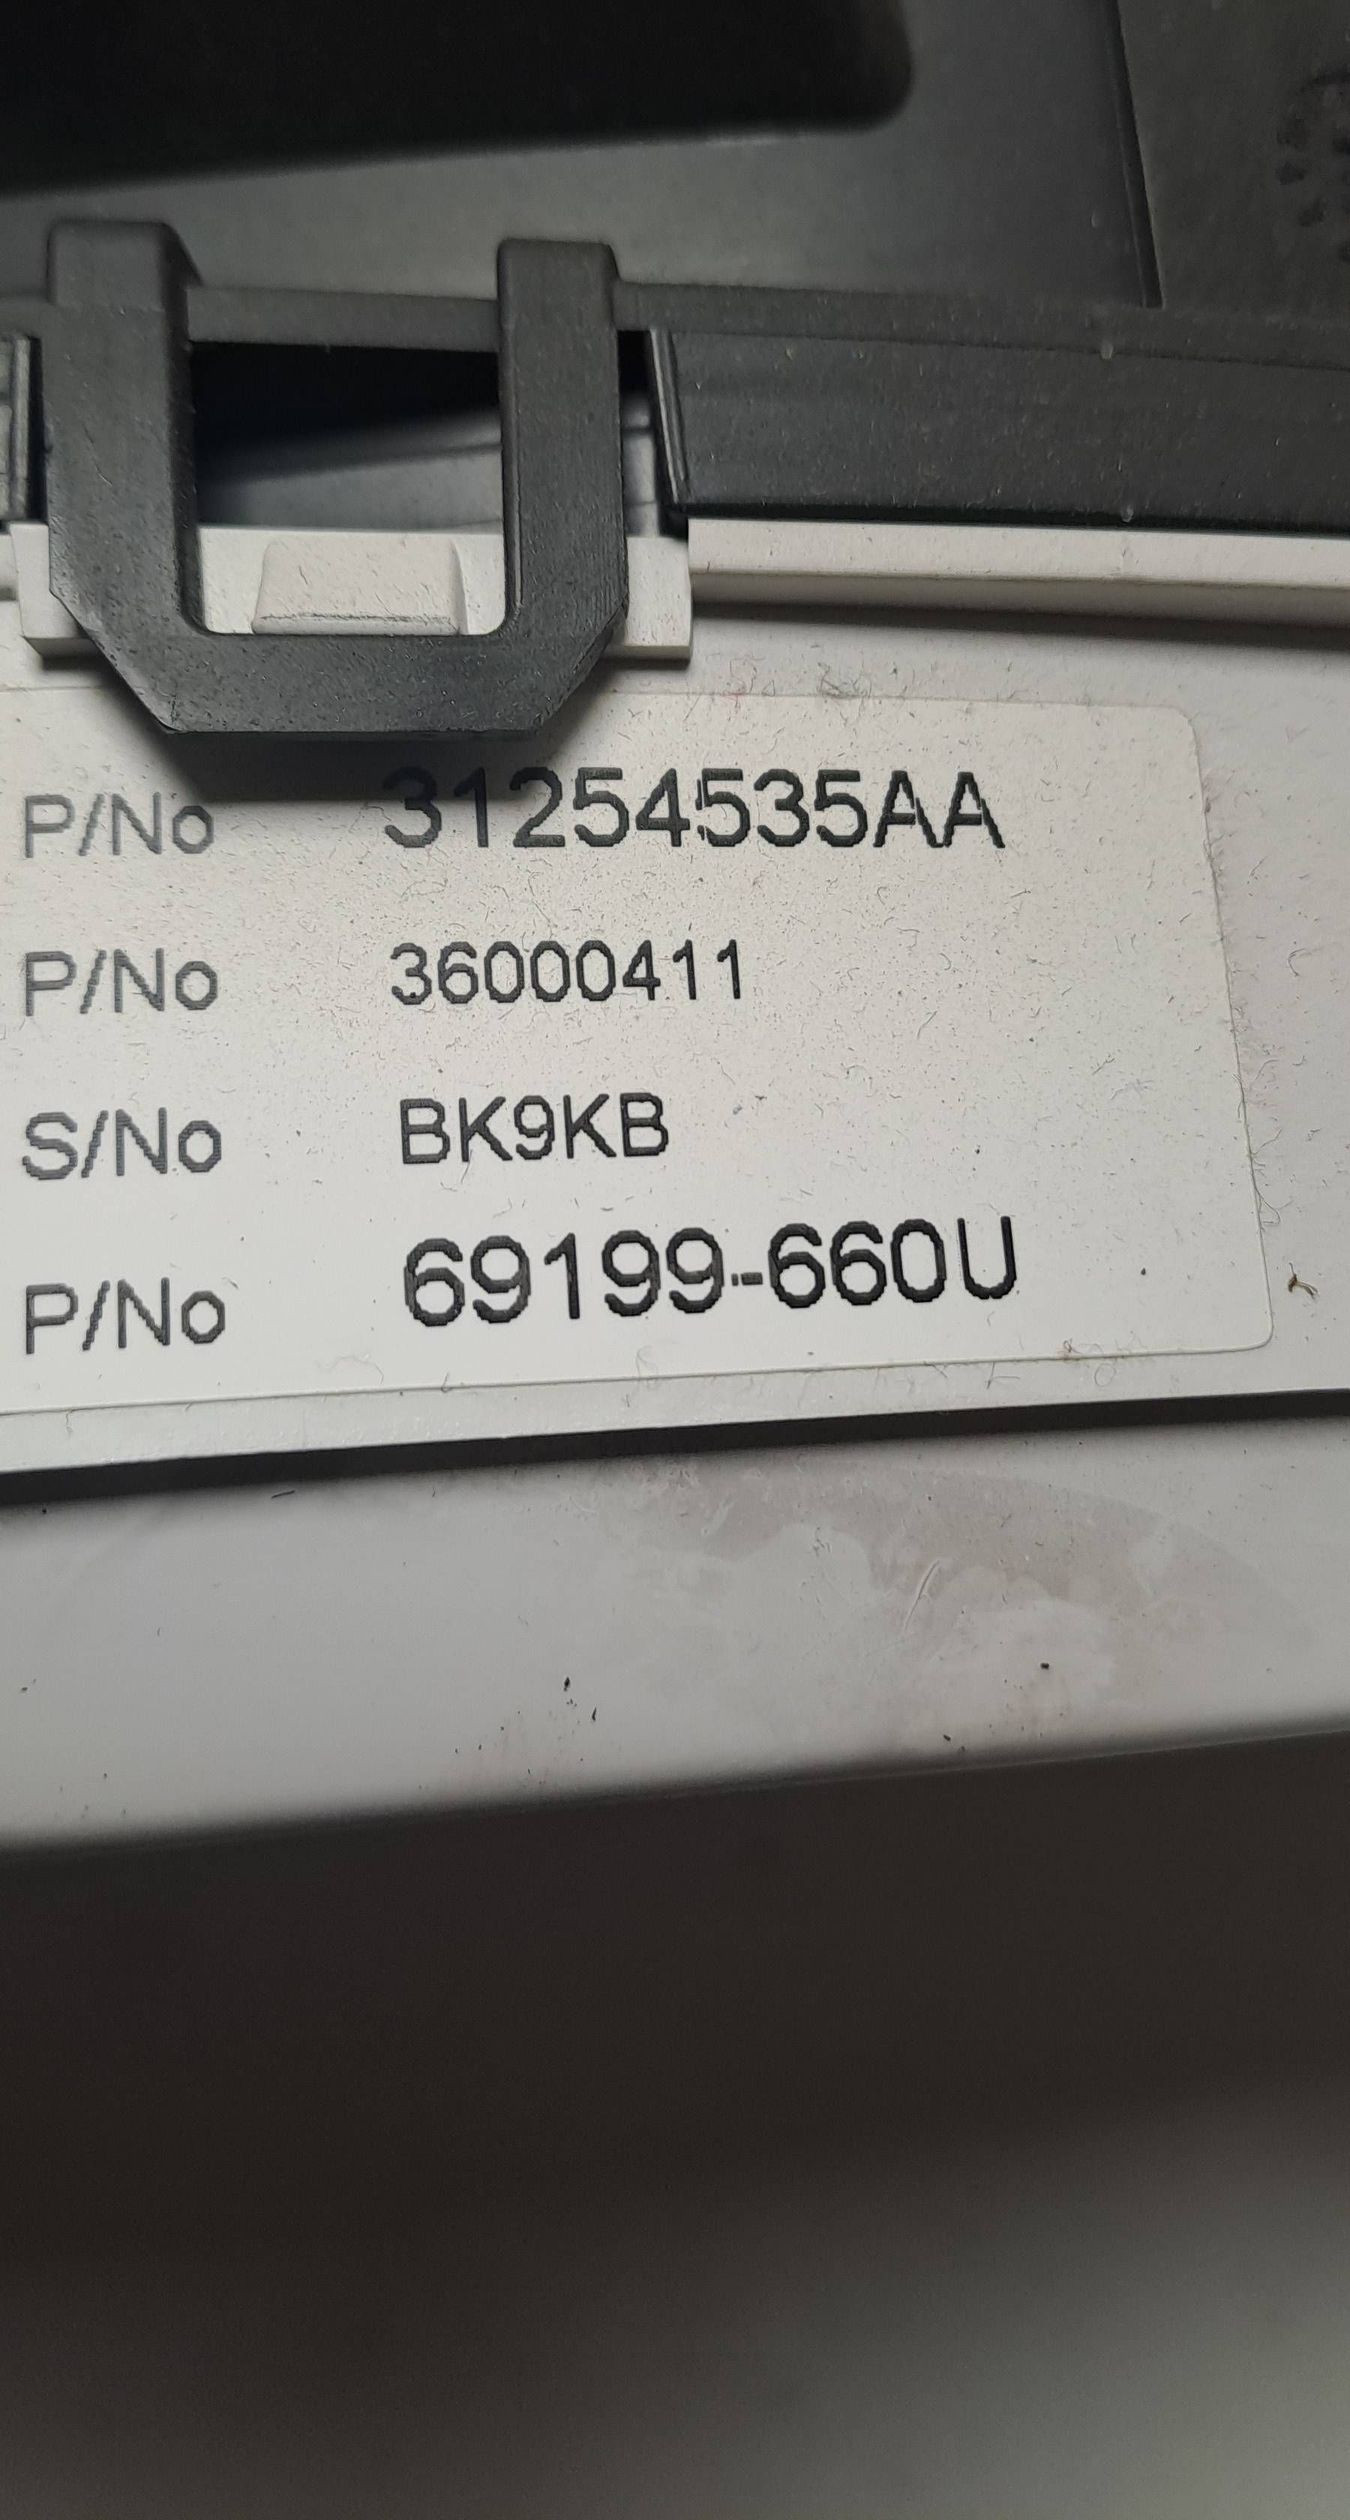 P/No 31254535AA
P/No 36000411
S/No BK9KB
P/No 69199-660U